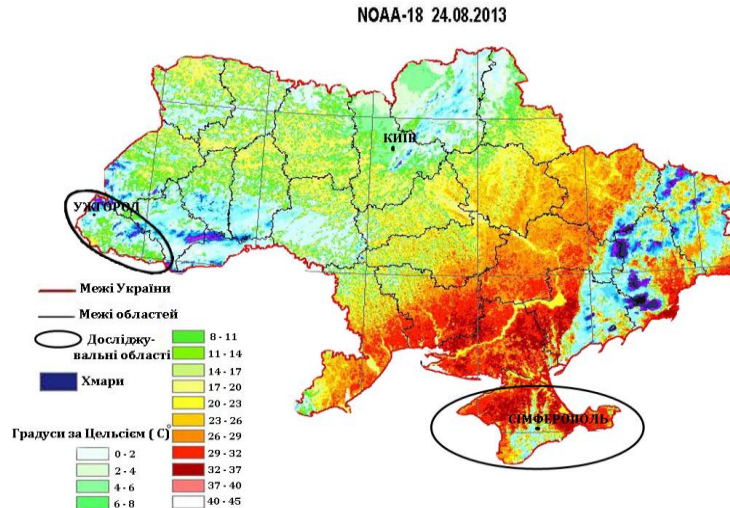 NOAA-18 24.08.2013
КИЇВ
УЖГОРОД
Межі України
Межі областей
Досліджу-
вальні області
Хмари
Градуси за Цельсієм ( С)°
0 - 2
2 - 4
4 - 6
6 - 8
8 - 11
11 - 14
14 - 17
17 - 20
20 - 23
23 - 26
26 - 29
29 - 32
32 - 37
37 - 40
40 - 45
СІМФЕРОПОЛЬ